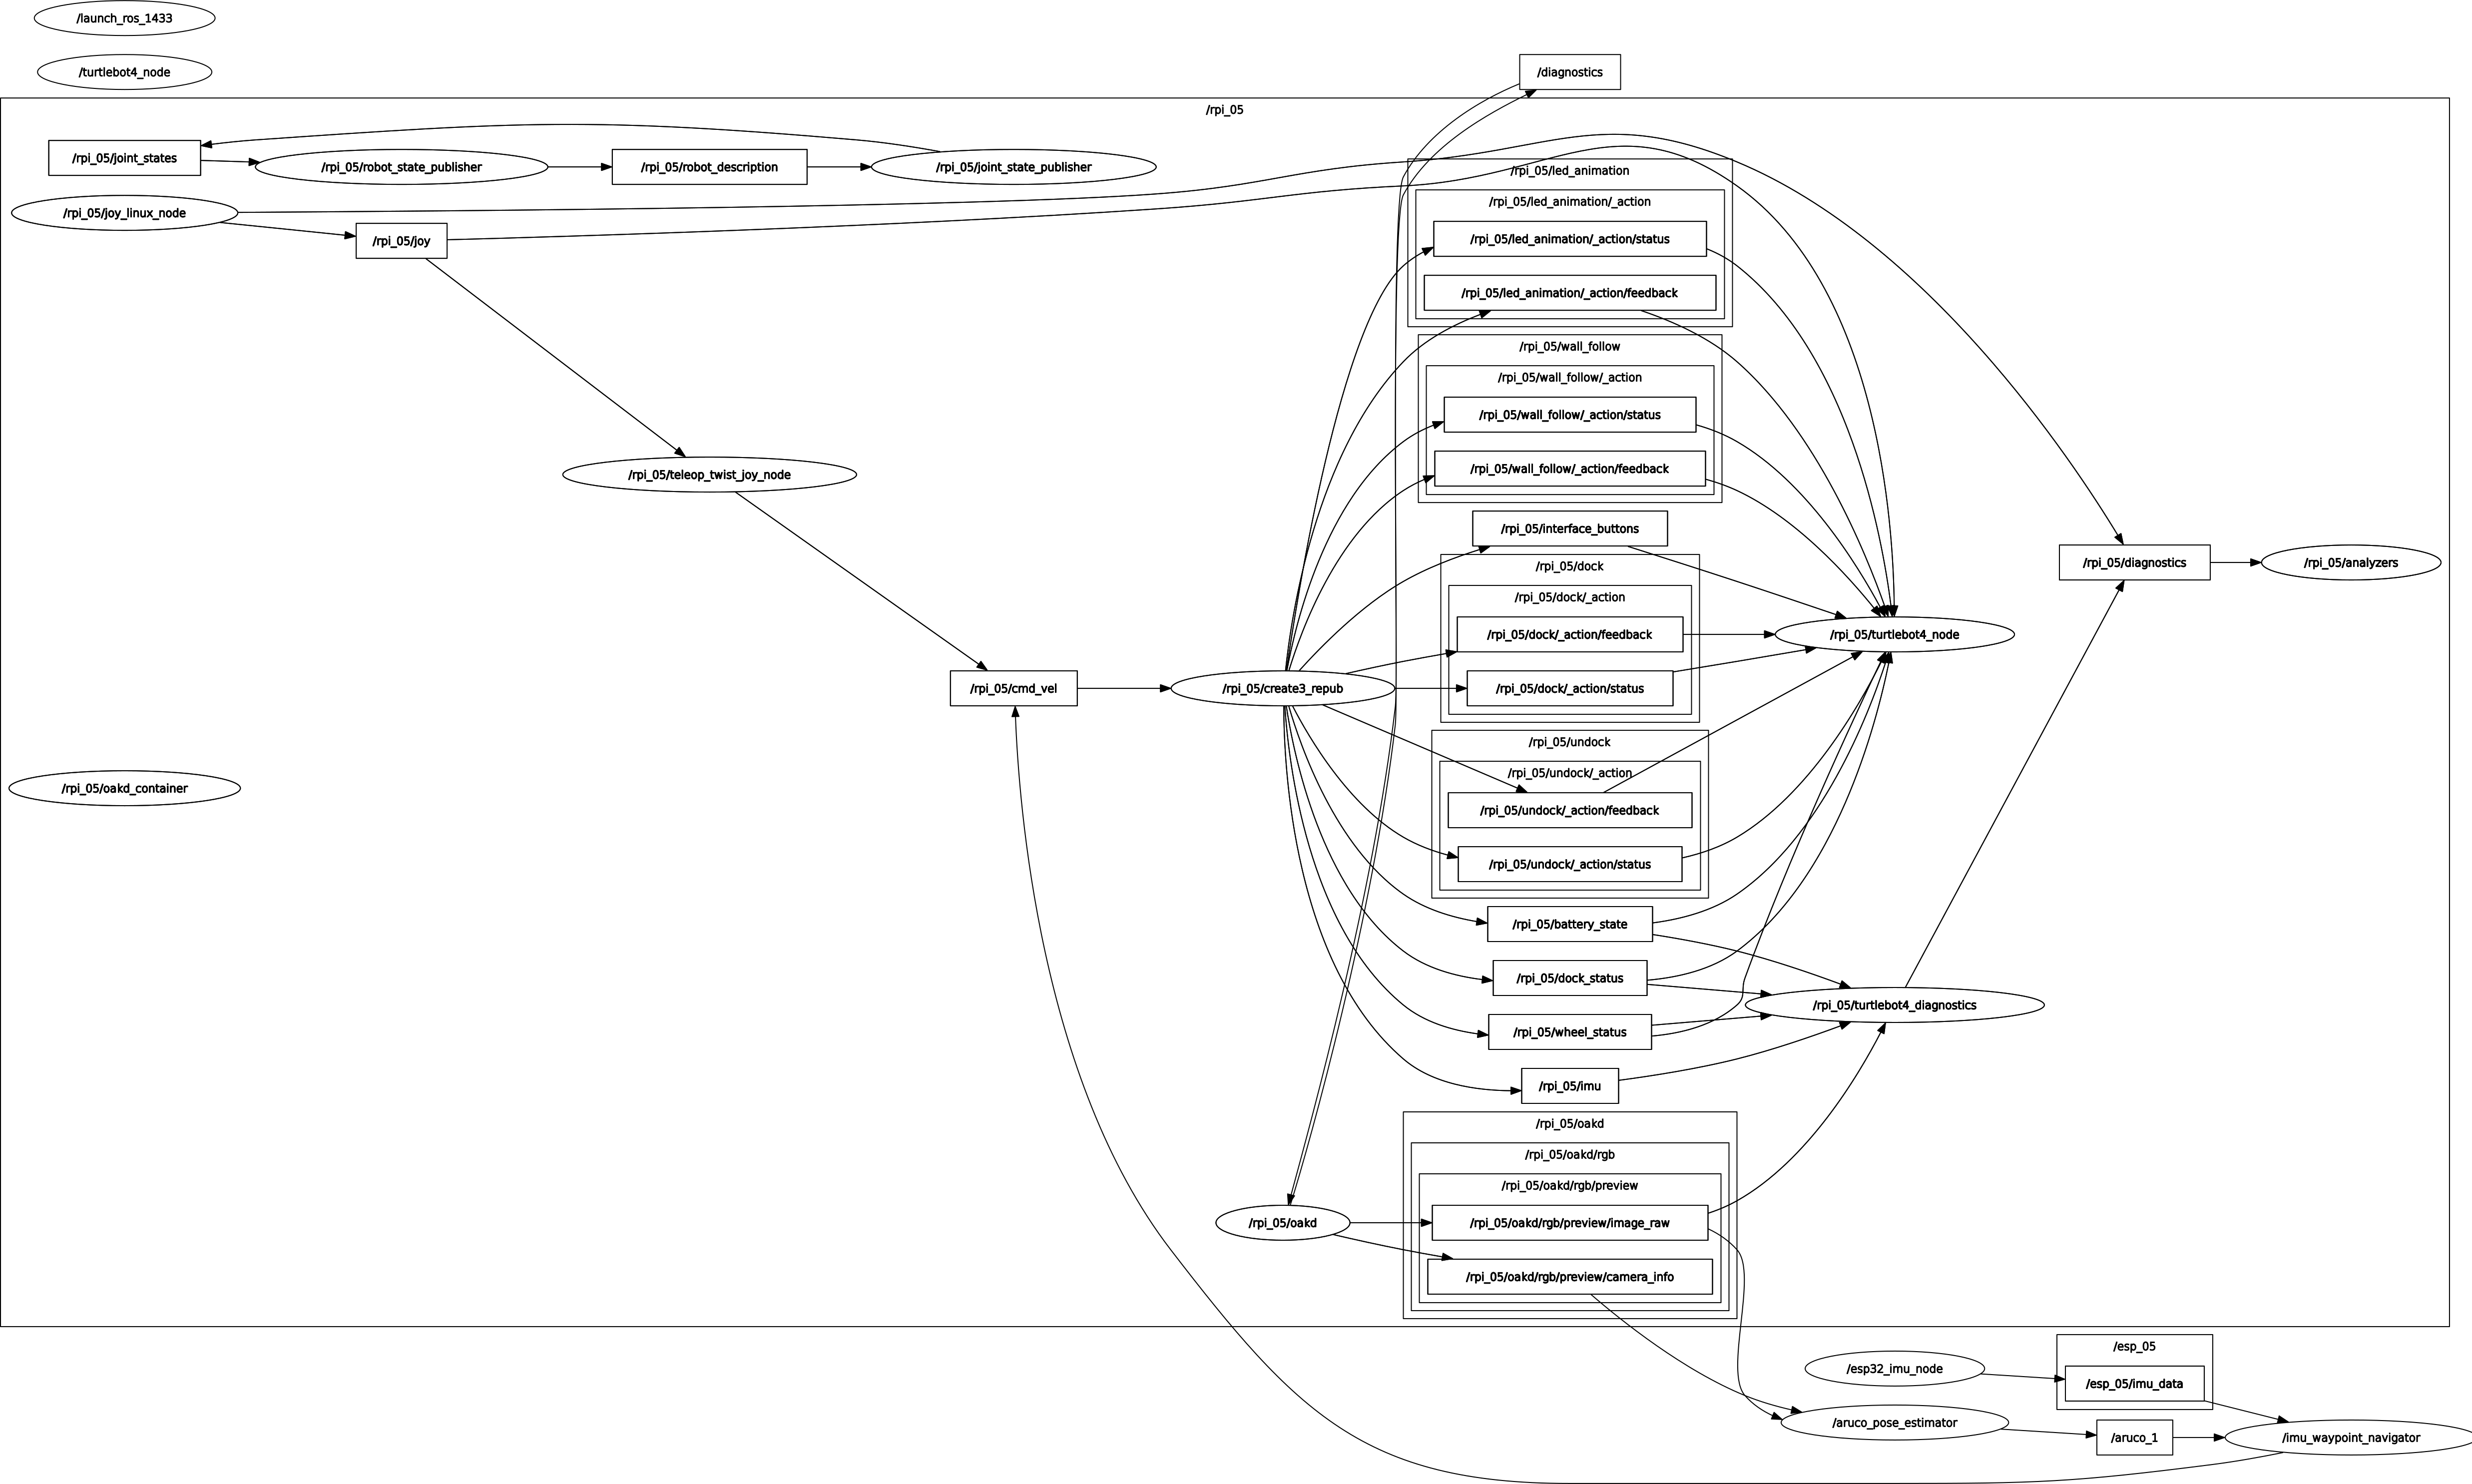 /launch_ros_1433
/turtlebot4_node
/diagnostics
/rpi_05
/rpi_05/joint_states
/rpi_05/robot_state_publisher
/rpi_05/robot_description
/rpi_05/joint_state_publisher
/rpi_05/led_animation
/rpi_05/led_animation/_action
/rpi_05/joy_linux_node
/rpi_05/joy
/rpi_05/led_animation/_action/status
/rpi_05/led_animation/_action/feedback
/rpi_05/wall_follow
/rpi_05/wall_follow/_action
/rpi_05/wall_follow/_action/status
/rpi_05/wall_follow/_action/feedback
/rpi_05/teleop_twist_joy_node
/rpi_05/interface_buttons
/rpi_05/dock
/rpi_05/diagnostics
/rpi_05/analyzers
/rpi_05/dock/_action
/rpi_05/dock/_action/feedback
/rpi_05/turtlebot4_node
/rpi_05/cmd_vel
/rpi_05/create3_repub
/rpi_05/dock/_action/status
/rpi_05/undock
/rpi_05/undock/_action
/rpi_05/oakd_container
/rpi_05/undock/_action/feedback
/rpi_05/undock/_action/status
/rpi_05/battery_state
/rpi_05/dock_status
/rpi_05/turtlebot4_diagnostics
/rpi_05/wheel_status
/rpi_05/imu
/rpi_05/oakd
/rpi_05/oakd/rgb
/rpi_05/oakd/rgb/preview
/rpi_05/oakd
/rpi_05/oakd/rgb/preview/image_raw
/rpi_05/oakd/rgb/preview/camera_info
/esp_05
/esp32_imu_node
/esp_05/imu_data
/aruco_pose_estimator
/aruco_1
/imu_waypoint_navigator